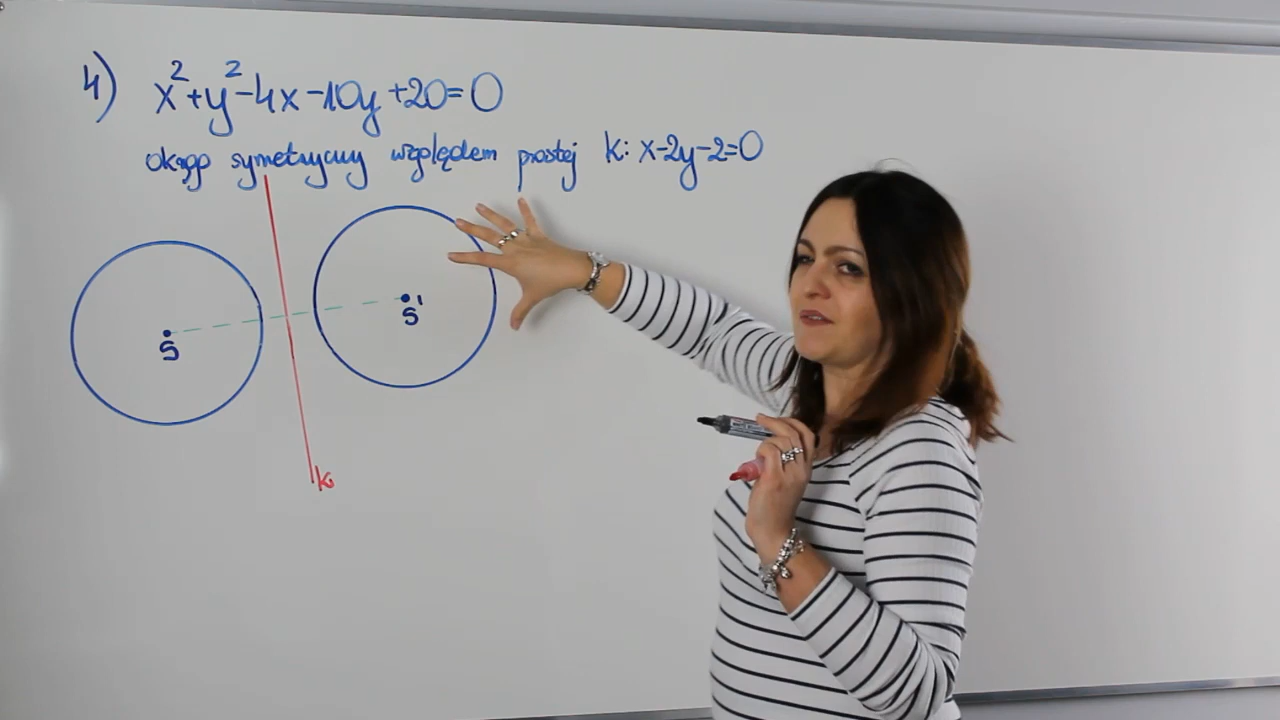 4) x²+y²-4x-10y+20=0
okrąg symetryczny względem prostej k: x-2y-2=0
S
S'
k